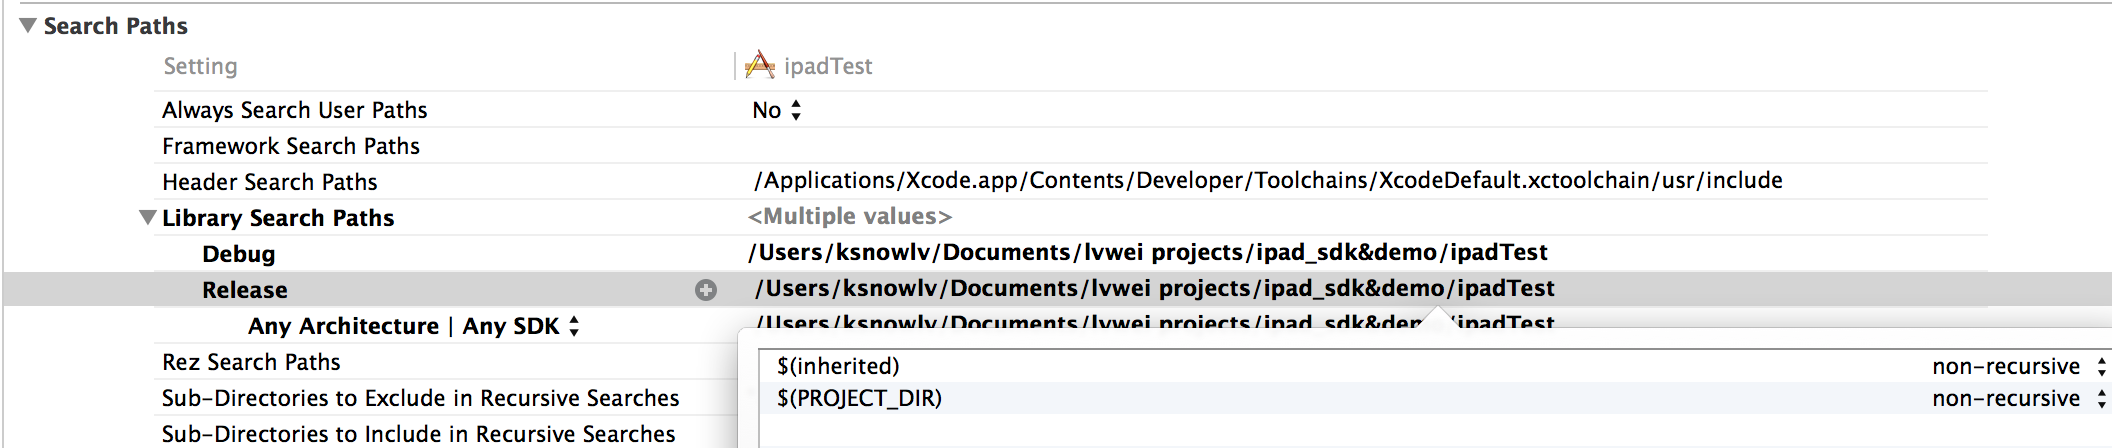 Search Paths
Setting ipadTest
Always Search User Paths No
Framework Search Paths
Header Search Paths /Applications/Xcode.app/Contents/Developer/Toolchains/XcodeDefault.xctoolchain/usr/include
Library Search Paths <Multiple values>
Debug /Users/ksnowlv/Documents/lvwei projects/ipad_sdk&demo/ipadTest
Release /Users/ksnowlv/Documents/lvwei projects/ipad_sdk&demo/ipadTest
Any Architecture | Any SDK /Users/ksnowlv/Documents/lvwei projects/ipad_sdk&demo/ipadTest
Rez Search Paths $(inherited) non-recursive
Sub-Directories to Exclude in Recursive Searches $(PROJECT_DIR) non-recursive
Sub-Directories to Include in Recursive Searches